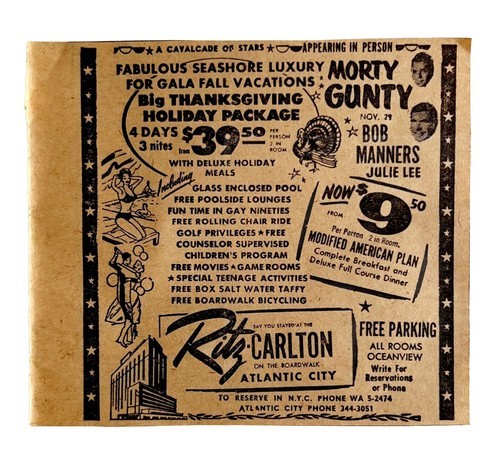 ★ A CAVALCADE OF STARS ★ APPEARING IN PERSON
FABULOUS SEASHORE LUXURY
FOR GALA FALL VACATIONS
Big THANKSGIVING
HOLIDAY PACKAGE
4 DAYS
3 nites
from $39.50 PER PERSON 2 IN ROOM
WITH DELUXE HOLIDAY
MEALS
Including
GLASS ENCLOSED POOL
FREE POOLSIDE LOUNGES
FUN TIME IN GAY NINETIES
FREE ROLLING CHAIR RIDE
GOLF PRIVILEGES ★ FREE
COUNSELOR SUPERVISED
CHILDREN'S PROGRAM
FREE MOVIES ★ GAME ROOMS
★ SPECIAL TEENAGE ACTIVITIES
FREE BOX SALT WATER TAFFY
FREE BOARDWALK BICYCLING
MORTY
GUNTY
NOV. 29
BOB
MANNERS
JULIE LEE
NOW
FROM $9.50
Per Person 2 in Room.
MODIFIED AMERICAN PLAN
Complete Breakfast and
Deluxe Full Course Dinner
SAY YOU STAYED AT THE
Ritz-CARLTON
ON THE BOARDWALK
ATLANTIC CITY
FREE PARKING
ALL ROOMS
OCEANVIEW
Write For
Reservations
or Phone
TO RESERVE IN N.Y.C. PHONE WA 5-2474
ATLANTIC CITY PHONE 344-3051